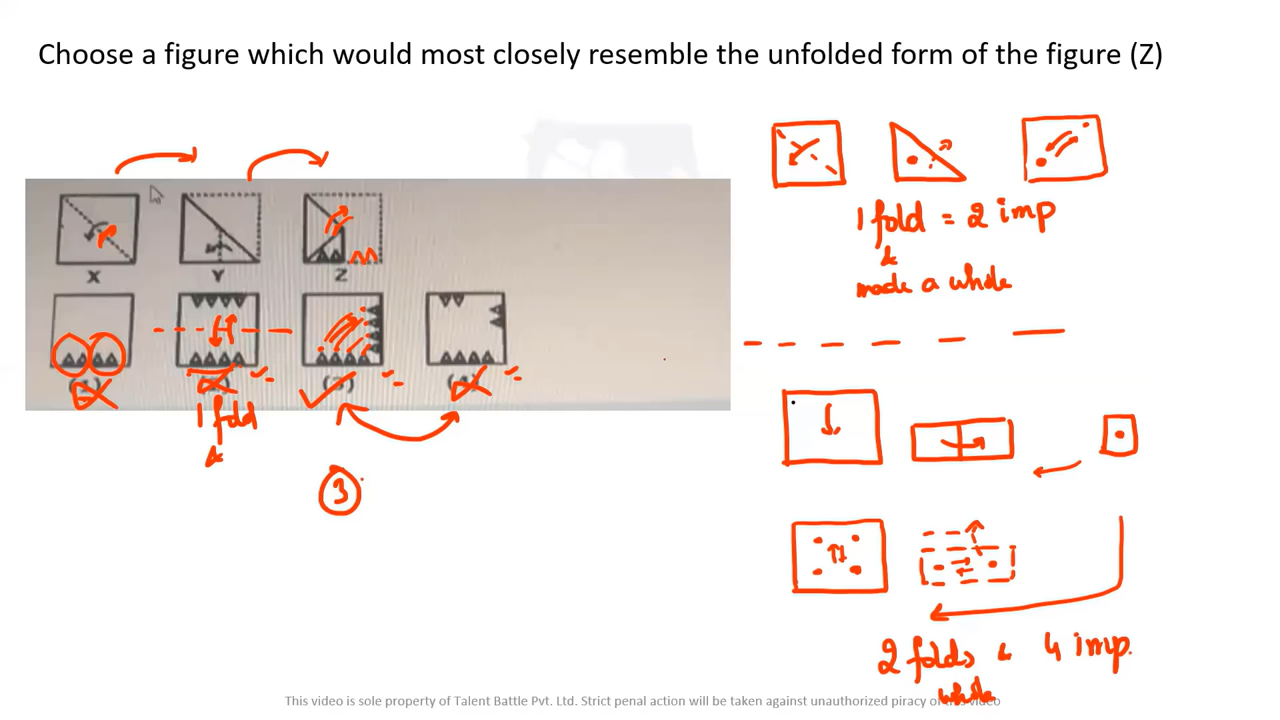 Choose a figure which would most closely resemble the unfolded form of the figure (Z)
X Y Z
(3)
1 fold
&
3
1 fold = 2 imp
&
made a whole
2 folds & 4 imp.
whole
This video is sole property of Talent Battle Pvt. Ltd. Strict penal action will be taken against unauthorized piracy of this video